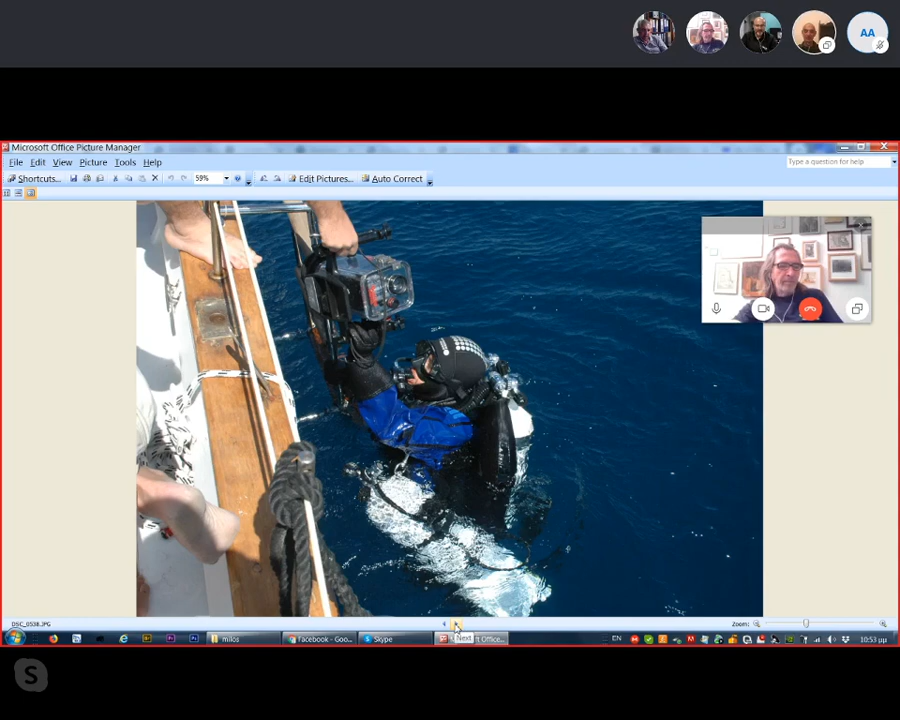 AA
Microsoft Office Picture Manager
File Edit View Picture Tools Help
Type a question for help
Shortcuts... 59% Edit Pictures... Auto Correct
DSC_0538.JPG
Zoom:
Next
milos Facebook - Goo... Skype Office...
EN 10:53 μμ
S